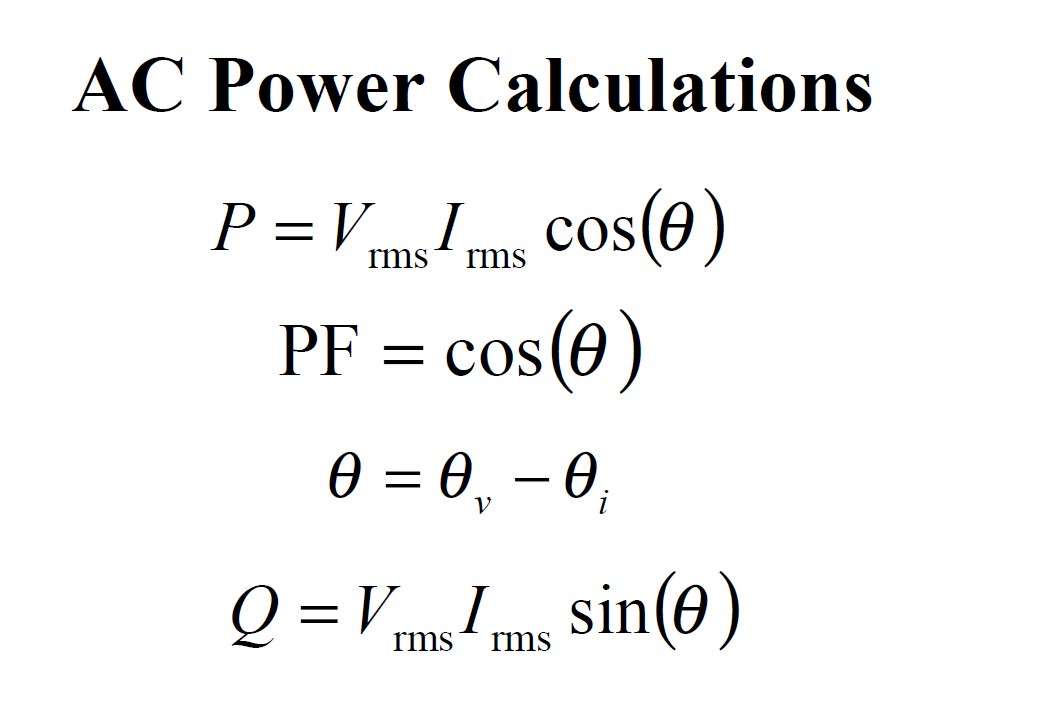 AC Power Calculations
P = V_rms I_rms cos(θ)
PF = cos(θ)
θ = θ_v − θ_i
Q = V_rms I_rms sin(θ)